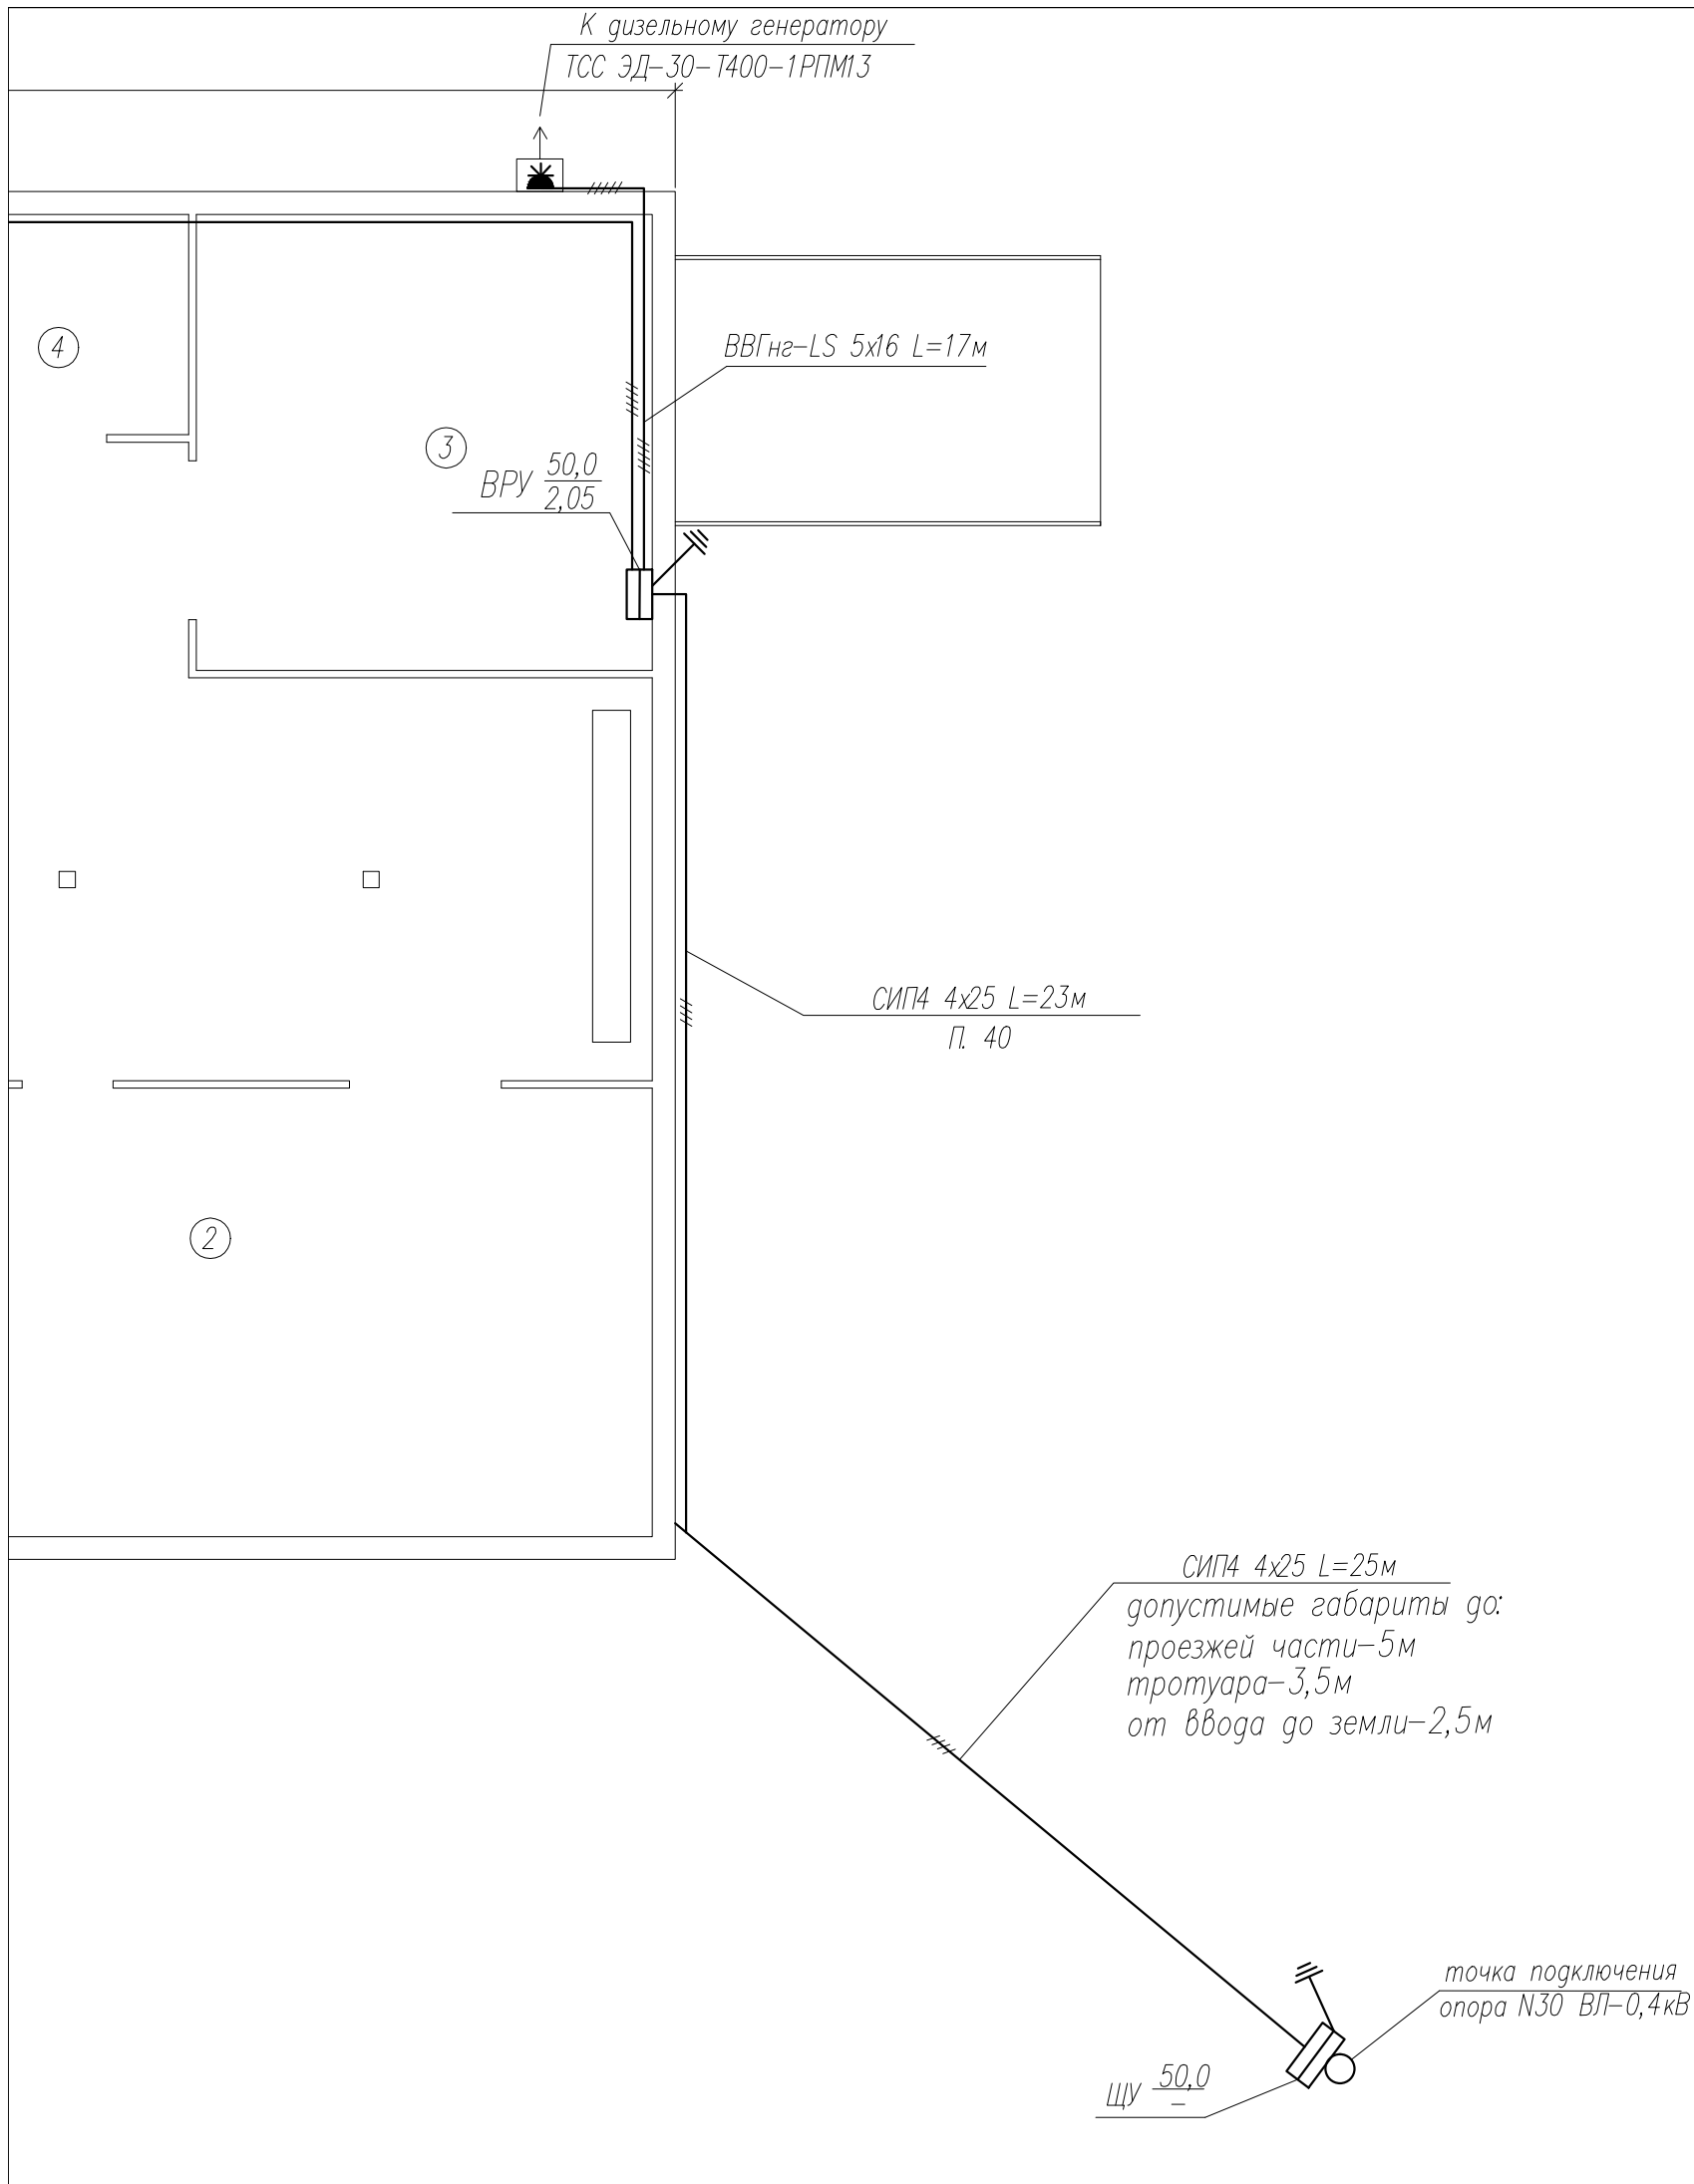 К дизельному генератору
ТСС ЭД-30-Т400-1РПМ13
4
ВВГнг-LS 5х16 L=17м
3
ВРУ 50,0
2,05
СИП4 4х25 L=23м
П. 40
2
СИП4 4х25 L=25м
допустимые габариты до:
проезжей части-5м
тротуара-3,5м
от ввода до земли-2,5м
точка подключения
опора N30 ВЛ-0,4кВ
ЩУ 50,0
–